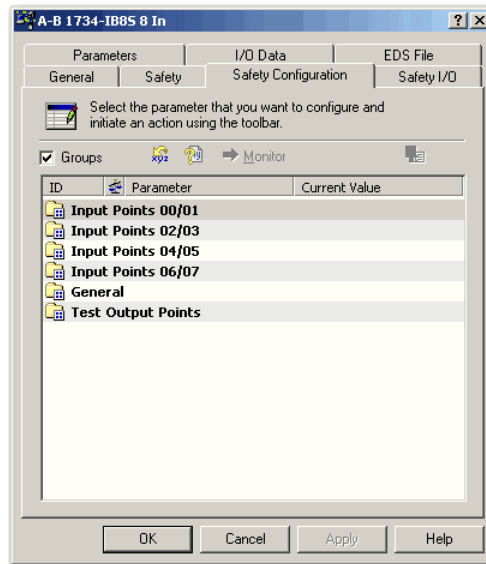 A-B 1734-IB8S 8 In
Parameters I/O Data EDS File
General Safety Safety Configuration Safety I/O
Select the parameter that you want to configure and
initiate an action using the toolbar.
Groups xyz Monitor
ID Parameter Current Value
Input Points 00/01
Input Points 02/03
Input Points 04/05
Input Points 06/07
General
Test Output Points
OK Cancel Apply Help